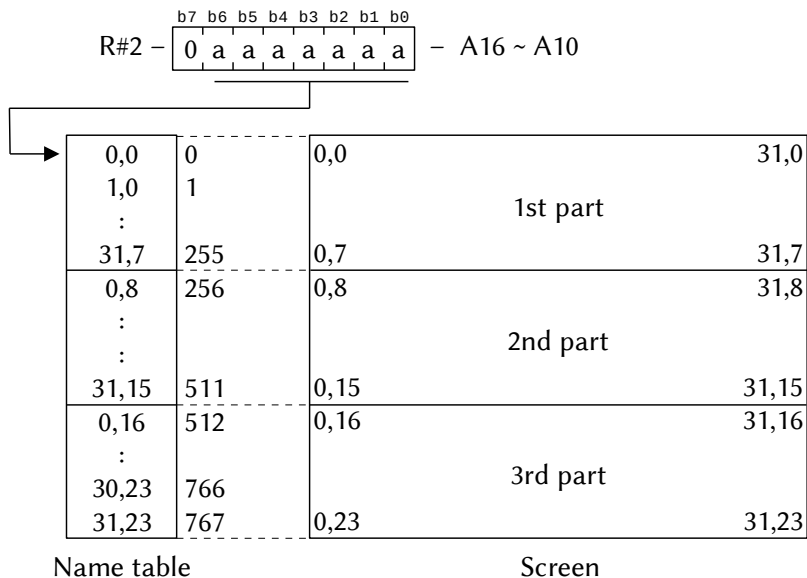 b7 b6 b5 b4 b3 b2 b1 b0
R#2 – 0 a a a a a a a – A16 ~ A10
0,0 0 0,0 31,0
1,0 1
1st part
:
31,7 255 0,7 31,7
0,8 256 0,8 31,8
:
2nd part
:
31,15 511 0,15 31,15
0,16 512 0,16 31,16
:
3rd part
30,23 766
31,23 767 0,23 31,23
Name table Screen